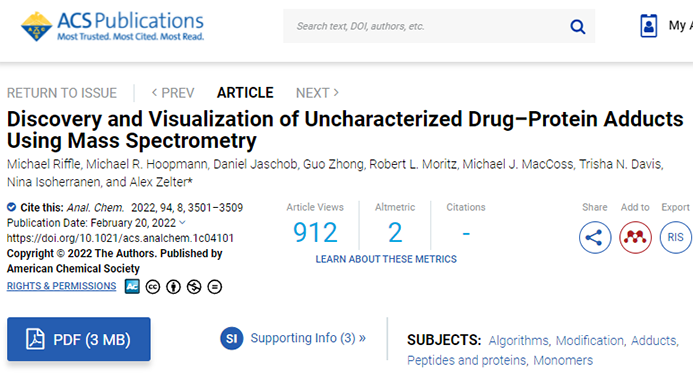 ACS Publications
Most Trusted. Most Cited. Most Read.
Search text, DOI, authors, etc.
My A
RETURN TO ISSUE
< PREV
ARTICLE
NEXT >
Discovery and Visualization of Uncharacterized Drug–Protein Adducts
Using Mass Spectrometry
Michael Riffle, Michael R. Hoopmann, Daniel Jaschob, Guo Zhong, Robert L. Moritz, Michael J. MacCoss, Trisha N. Davis,
Nina Isoherranen, and Alex Zelter*
Cite this: Anal. Chem. 2022, 94, 8, 3501–3509
Publication Date: February 20, 2022
https://doi.org/10.1021/acs.analchem.1c04101
Copyright © 2022 The Authors. Published by
American Chemical Society
RIGHTS & PERMISSIONS
Article Views
912
Altmetric
2
Citations
-
LEARN ABOUT THESE METRICS
Share
Add to
Export
RIS
PDF (3 MB)
SI
Supporting Info (3) »
SUBJECTS: Algorithms, Modification, Adducts,
Peptides and proteins, Monomers